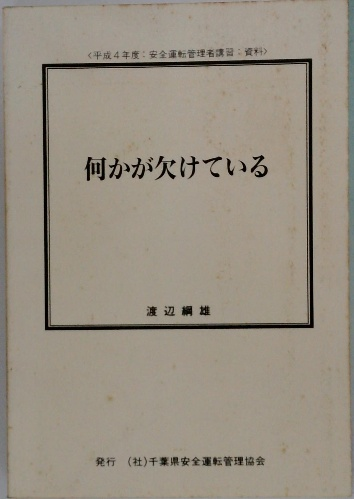 〈平成4年度：安全運転管理者講習：資料〉
何かが欠けている
渡辺綱雄
発行　(社)千葉県安全運転管理協会